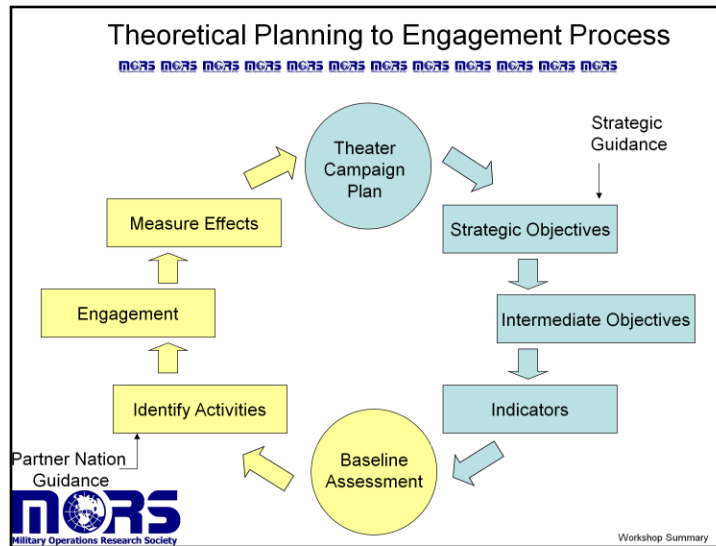 Theoretical Planning to Engagement Process
MORS MORS MORS MORS MORS MORS MORS MORS MORS MORS MORS MORS
Strategic
Guidance
Theater
Campaign
Plan
Measure Effects
Strategic Objectives
Engagement
Intermediate Objectives
Identify Activities
Indicators
Baseline
Assessment
Partner Nation
Guidance
MORS
Military Operations Research Society
Workshop Summary